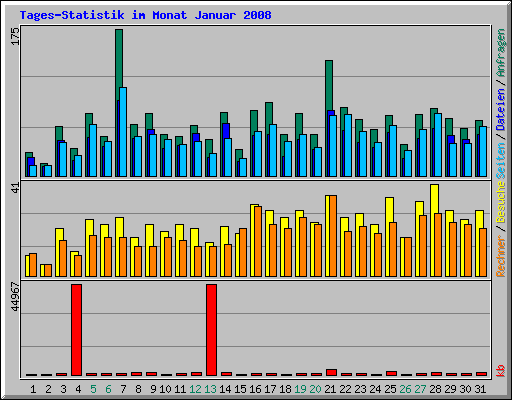 Tages-Statistik im Monat Januar 2008
175
41
44967
Rechner / Besuche Seiten / Dateien / Anfragen
kb
1 2 3 4 5 6 7 8 9 10 11 12 13 14 15 16 17 18 19 20 21 22 23 24 25 26 27 28 29 30 31